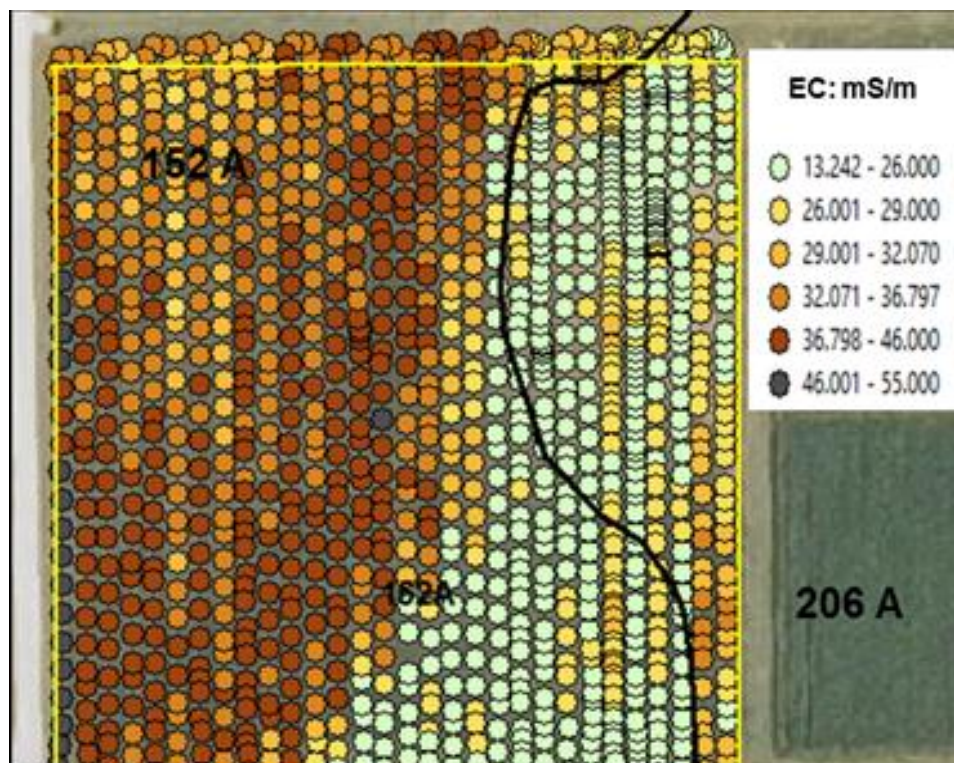 EC: mS/m
152 A
13.242 - 26.000
26.001 - 29.000
29.001 - 32.070
32.071 - 36.797
36.798 - 46.000
46.001 - 55.000
152A
206 A